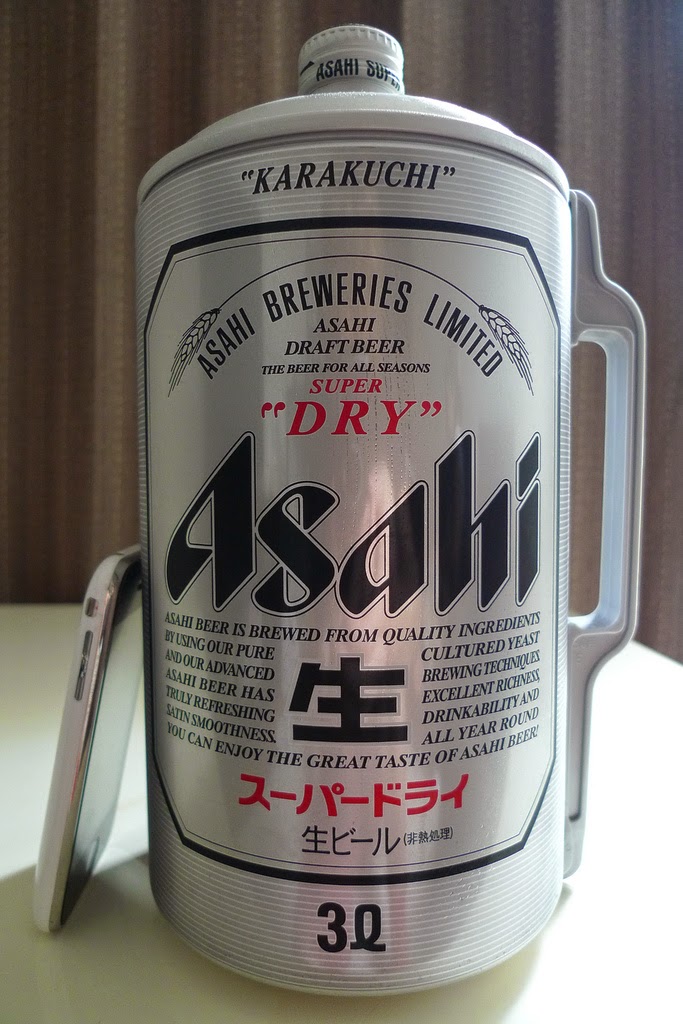 ASAHI SUPER
"KARAKUCHI"
ASAHI BREWERIES LIMITED
ASAHI
DRAFT BEER
THE BEER FOR ALL SEASONS
SUPER
"DRY"
Asahi
ASAHI BEER IS BREWED FROM QUALITY INGREDIENTS
BY USING OUR PURE CULTURED YEAST
AND OUR ADVANCED BREWING TECHNIQUES.
ASAHI BEER HAS EXCELLENT RICHNESS,
TRULY REFRESHING DRINKABILITY AND
SATIN SMOOTHNESS. ALL YEAR ROUND
YOU CAN ENJOY THE GREAT TASTE OF ASAHI BEER!
生
スーパードライ
生ビール(非熱処理)
3ℓ